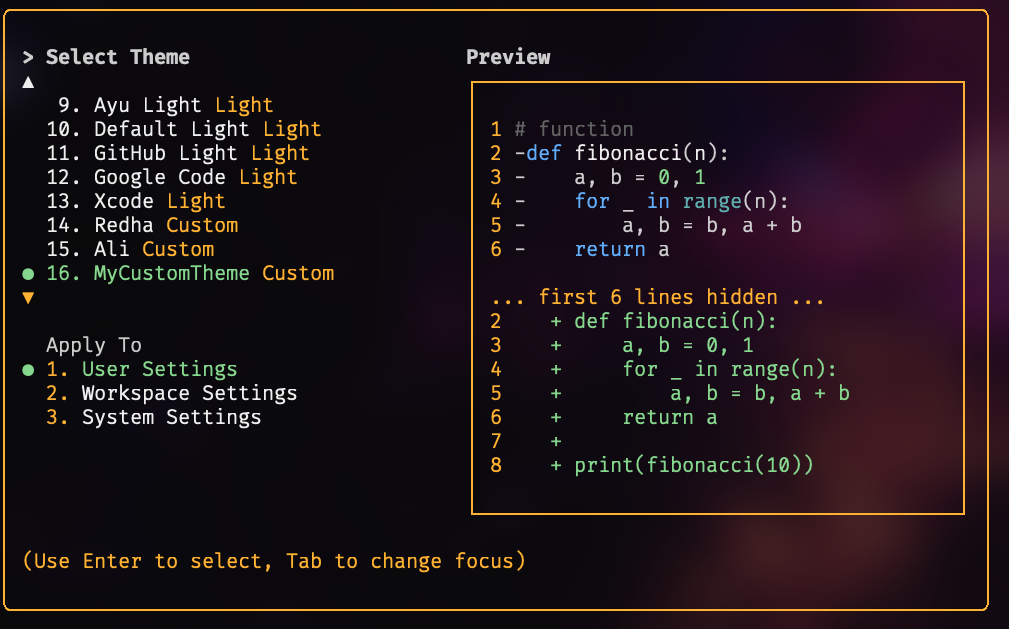 > Select Theme
▲
9. Ayu Light Light
10. Default Light Light
11. GitHub Light Light
12. Google Code Light
13. Xcode Light
14. Redha Custom
15. Ali Custom
● 16. MyCustomTheme Custom
▼
Apply To
● 1. User Settings
2. Workspace Settings
3. System Settings
Preview
1 # function
2 -def fibonacci(n):
3 -    a, b = 0, 1
4 -    for _ in range(n):
5 -        a, b = b, a + b
6 -    return a
... first 6 lines hidden ...
2    + def fibonacci(n):
3    +     a, b = 0, 1
4    +     for _ in range(n):
5    +         a, b = b, a + b
6    +     return a
7    +
8    + print(fibonacci(10))
(Use Enter to select, Tab to change focus)